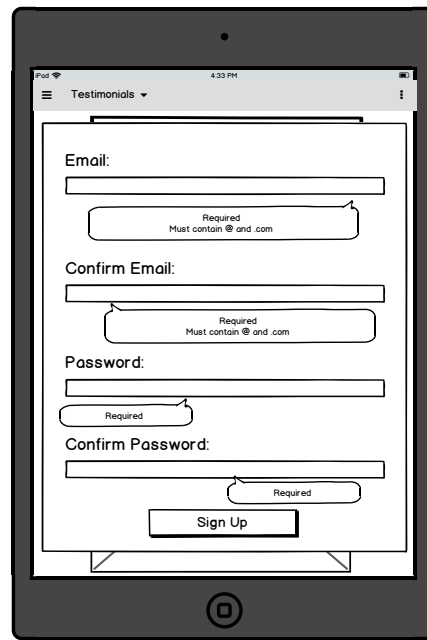 iPad 4:33 PM
Testimonials
Email:
Required
Must contain @ and .com
Confirm Email:
Required
Must contain @ and .com
Password:
Required
Confirm Password:
Required
Sign Up